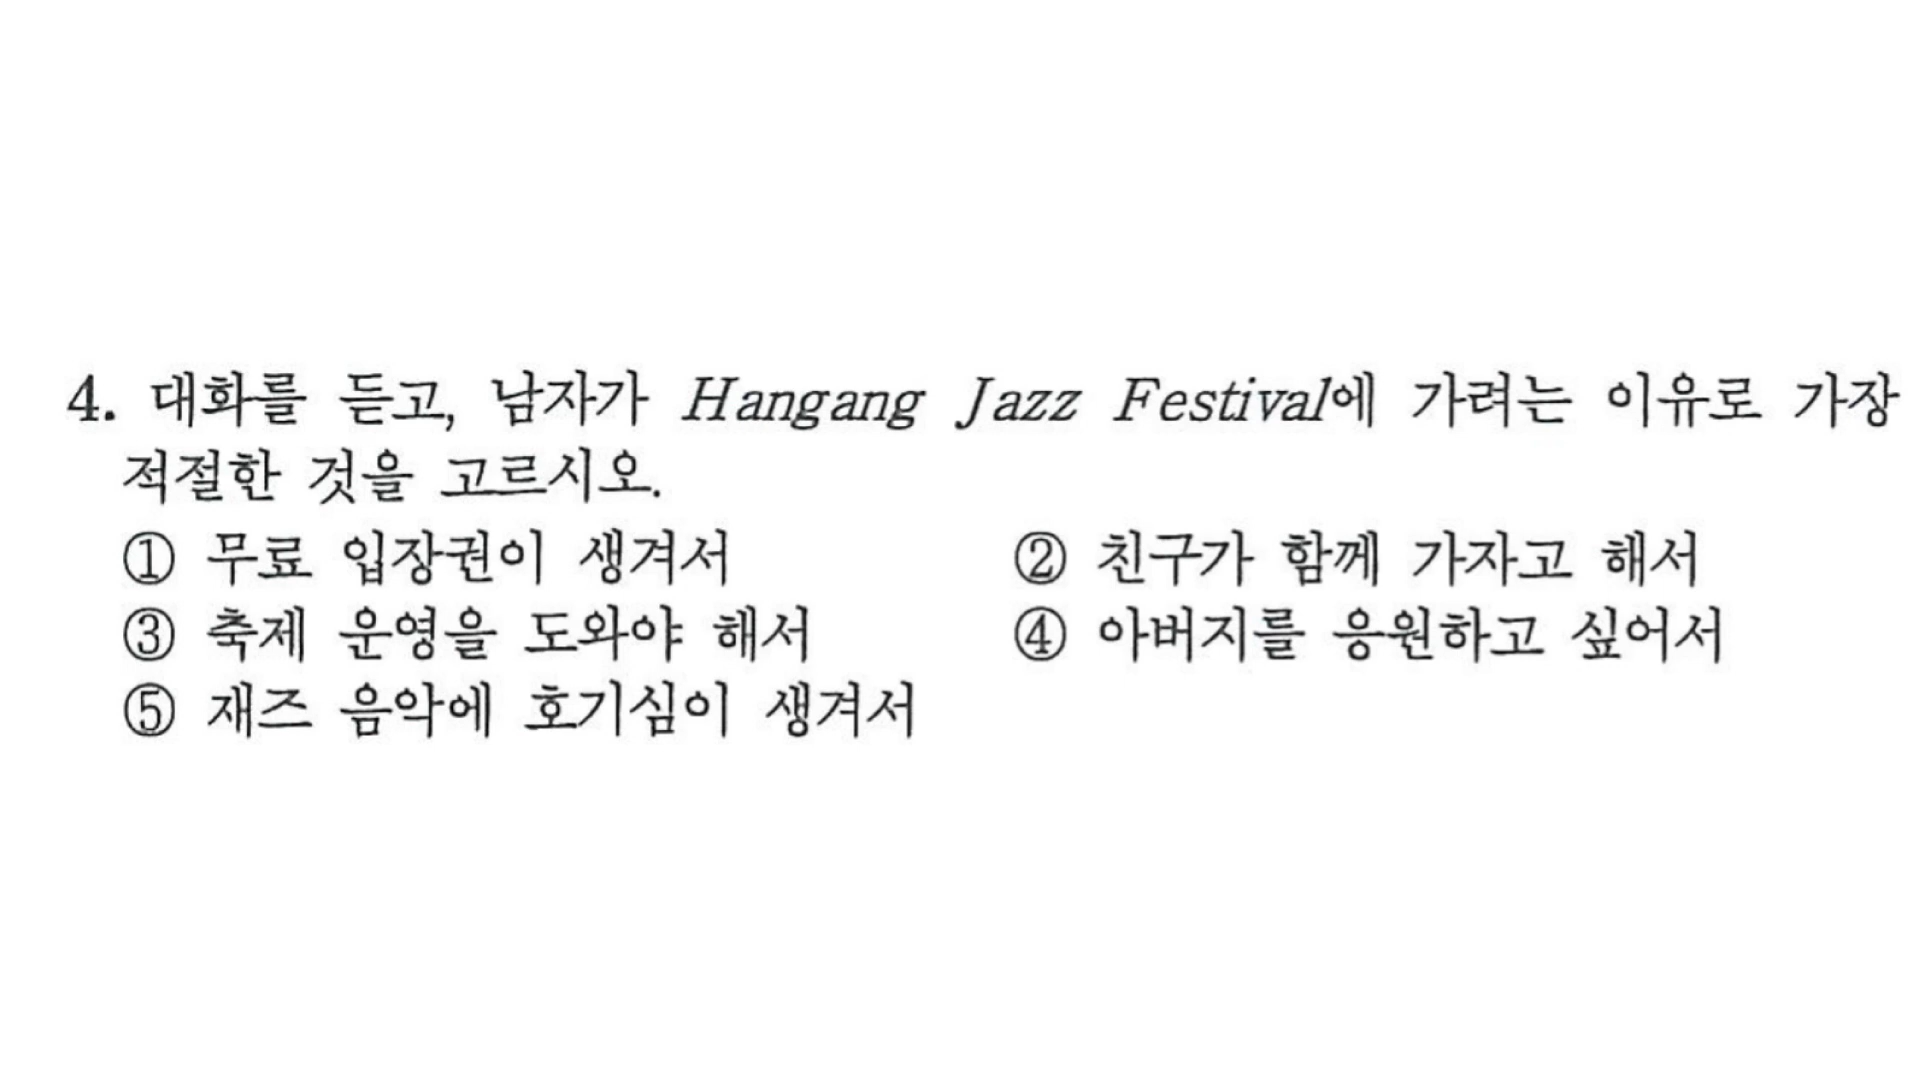 4. 대화를 듣고, 남자가 Hangang Jazz Festival에 가려는 이유로 가장
적절한 것을 고르시오.
① 무료 입장권이 생겨서 ② 친구가 함께 가자고 해서
③ 축제 운영을 도와야 해서 ④ 아버지를 응원하고 싶어서
⑤ 재즈 음악에 호기심이 생겨서